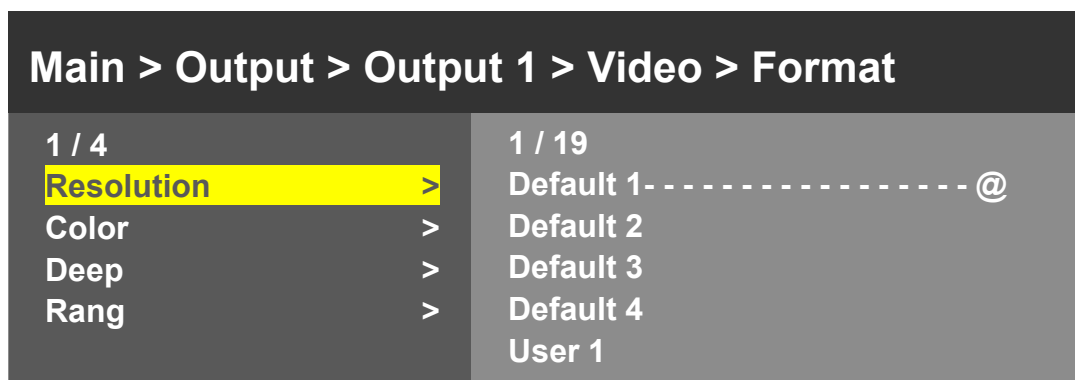 Main > Output > Output 1 > Video > Format
1 / 4
Resolution >
Color >
Deep >
Rang >
1 / 19
Default 1- - - - - - - - - - - - - - - - - @
Default 2
Default 3
Default 4
User 1